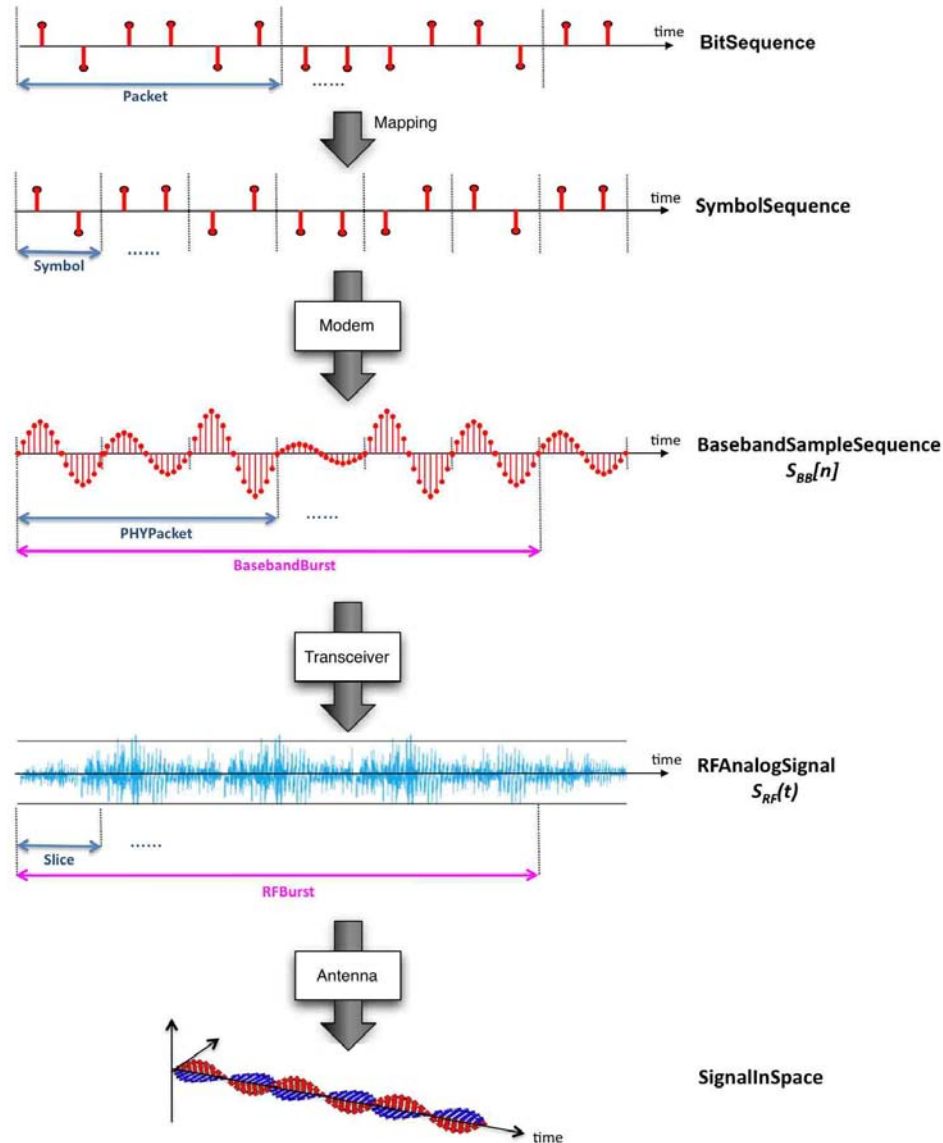 time
BitSequence
Packet
......
Mapping
time
SymbolSequence
Symbol
......
Modem
time
BasebandSampleSequence
S_BB[n]
PHYPacket
......
BasebandBurst
Transceiver
time
RFAnalogSignal
S_RF(t)
Slice
......
RFBurst
Antenna
SignalInSpace
time